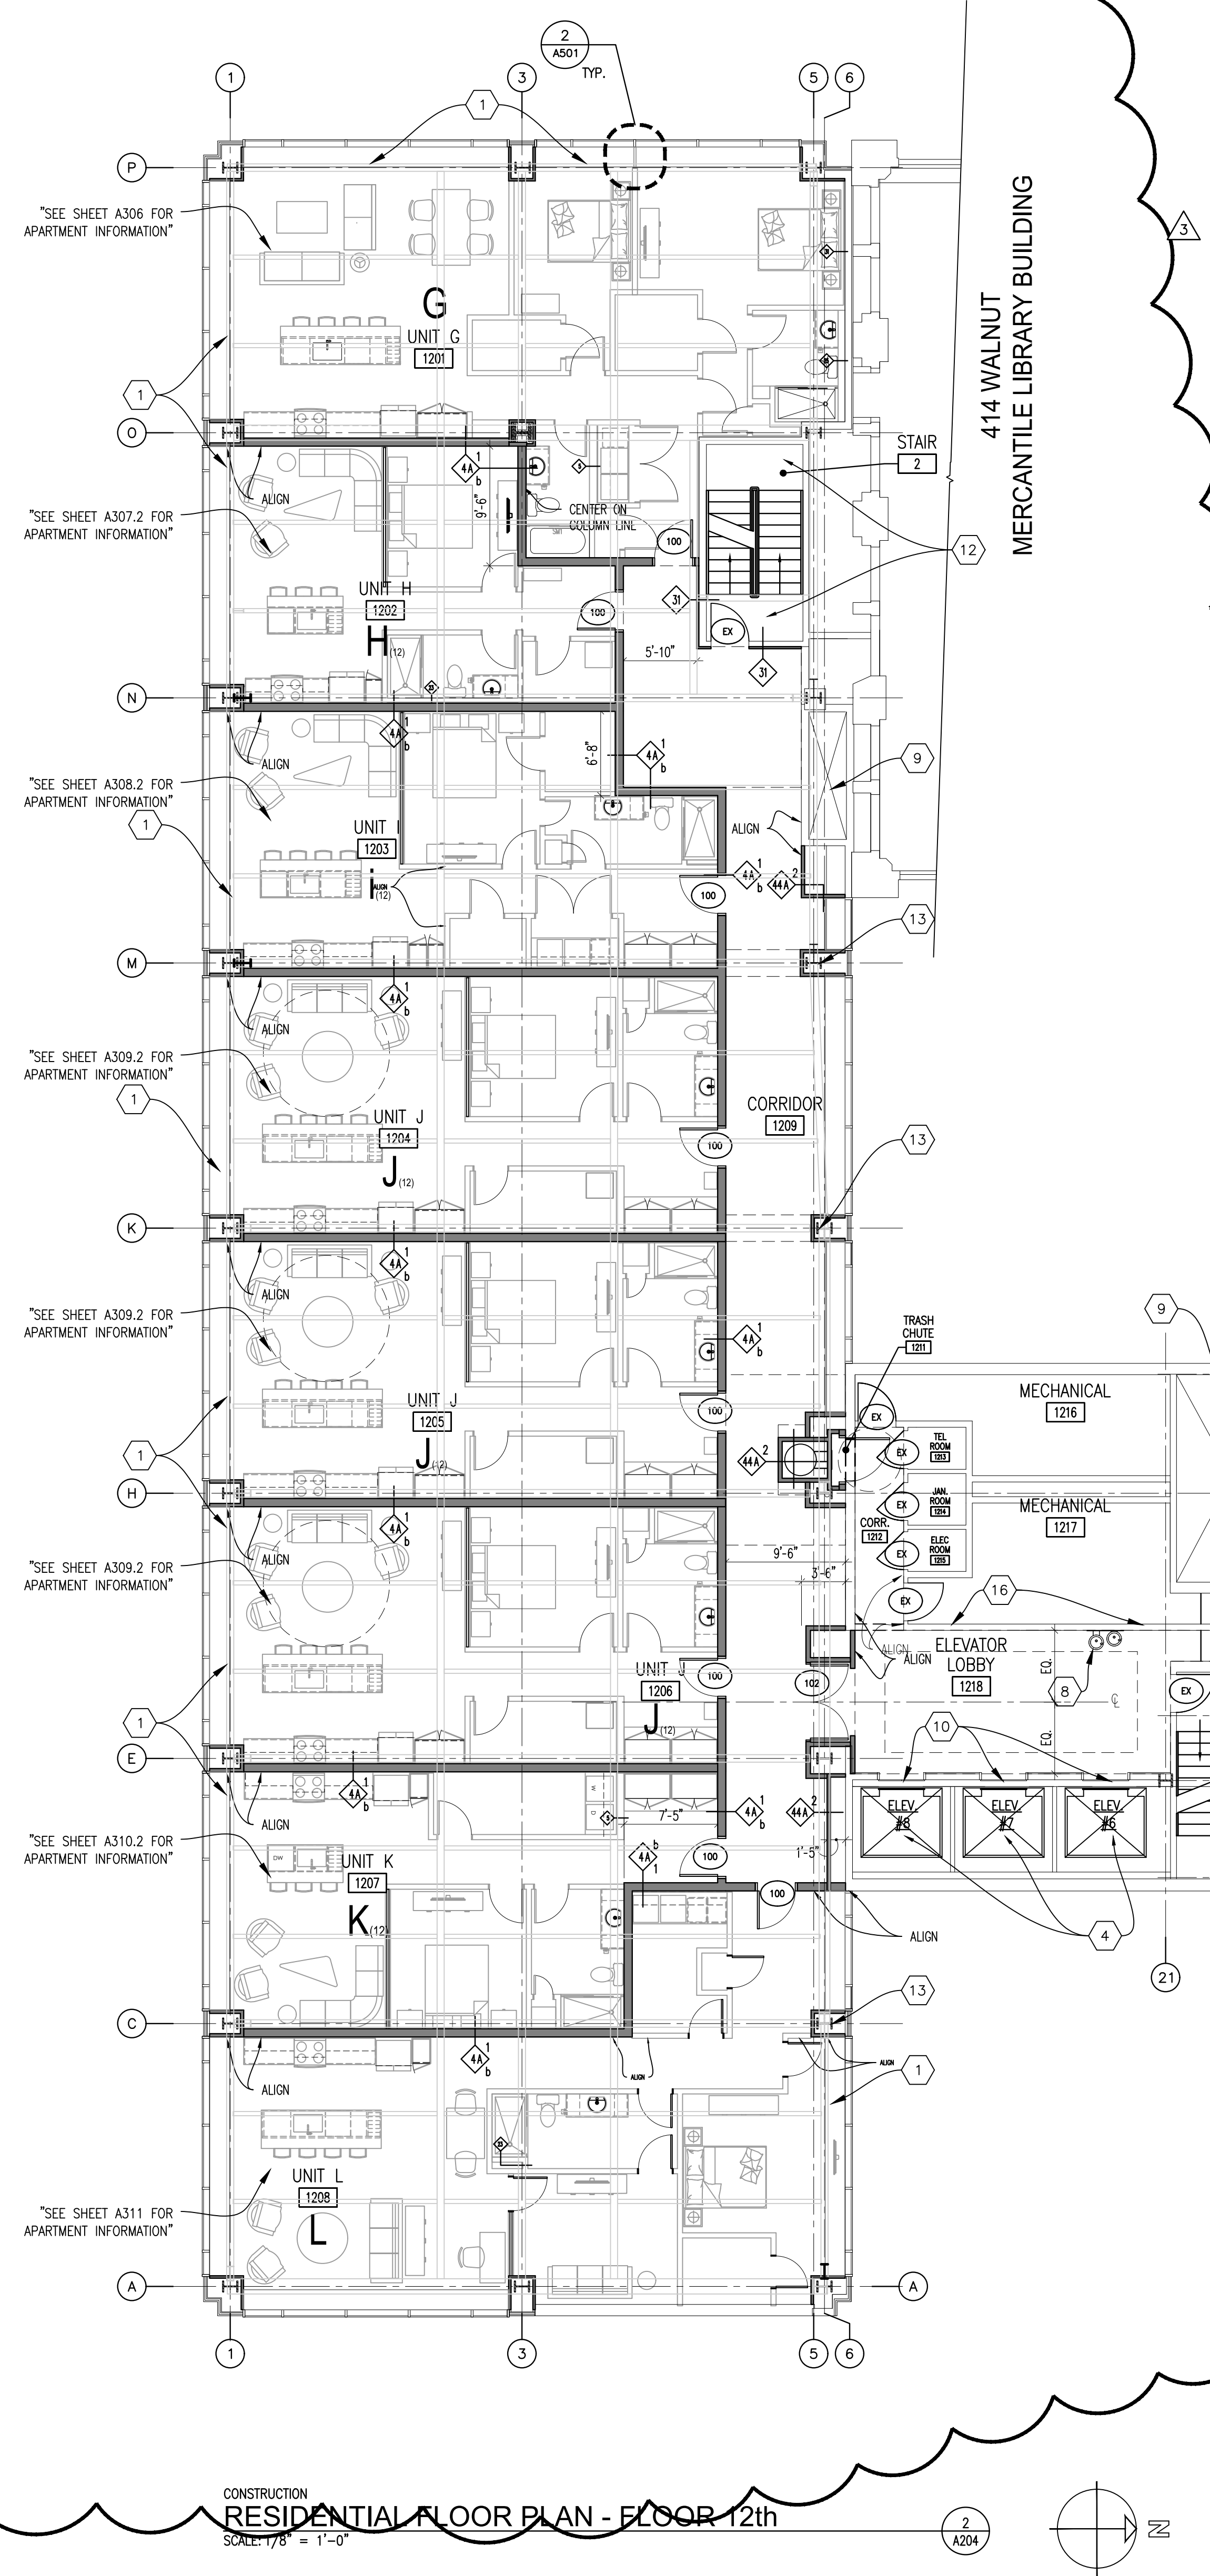 2
A501
TYP.
1
3
5
6
1
P
"SEE SHEET A306 FOR
APARTMENT INFORMATION"
414 WALNUT
MERCANTILE LIBRARY BUILDING
3
G
UNIT G
1201
1
O
STAIR
2
4A
1
b
5
ALIGN
9'-6"
CENTER ON
COLUMN LINE
"SEE SHEET A307.2 FOR
APARTMENT INFORMATION"
100
12
UNIT H
1202
H(12)
100
31
EX
5'-10"
31
N
4A
1
b
ALIGN
6'-8"
4A
1
b
9
"SEE SHEET A308.2 FOR
APARTMENT INFORMATION"
1
UNIT I
1203
i
(12)
ALIGN
ALIGN
4A
1
b
44A
2
100
13
M
4A
1
b
ALIGN
"SEE SHEET A309.2 FOR
APARTMENT INFORMATION"
1
UNIT J
1204
J(12)
CORRIDOR
1209
100
13
K
4A
1
b
ALIGN
"SEE SHEET A309.2 FOR
APARTMENT INFORMATION"
4A
1
b
9
TRASH
CHUTE
1211
UNIT J
1205
J(12)
100
MECHANICAL
1216
EX
1
H
44A
2
EX
TEL
ROOM
1213
4A
1
b
ALIGN
EX
JAN.
ROOM
1214
MECHANICAL
1217
CORR.
1212
"SEE SHEET A309.2 FOR
APARTMENT INFORMATION"
9'-6"
3'-6"
EX
ELEC
ROOM
1215
EX
16
ALIGN
ALIGN
ELEVATOR
LOBBY
1218
EQ.
EQ.
8
EX
UNIT J
1206
J(12)
100
102
1
10
E
4A
1
b
ALIGN
5
7'-5"
W
D
4A
1
b
44A
2
1'-5"
ELEV.
#8
ELEV.
#7
ELEV.
#6
"SEE SHEET A310.2 FOR
APARTMENT INFORMATION"
DW
UNIT K
1207
K(12)
4A
b
1
100
100
ALIGN
4
21
13
C
4A
1
b
ALIGN
ALIGN
ALIGN
1
UNIT L
1208
L
"SEE SHEET A311 FOR
APARTMENT INFORMATION"
A
A
1
3
5
6
CONSTRUCTION
RESIDENTIAL FLOOR PLAN - FLOOR 12th
SCALE: 1/8" = 1'-0"
2
A204
N